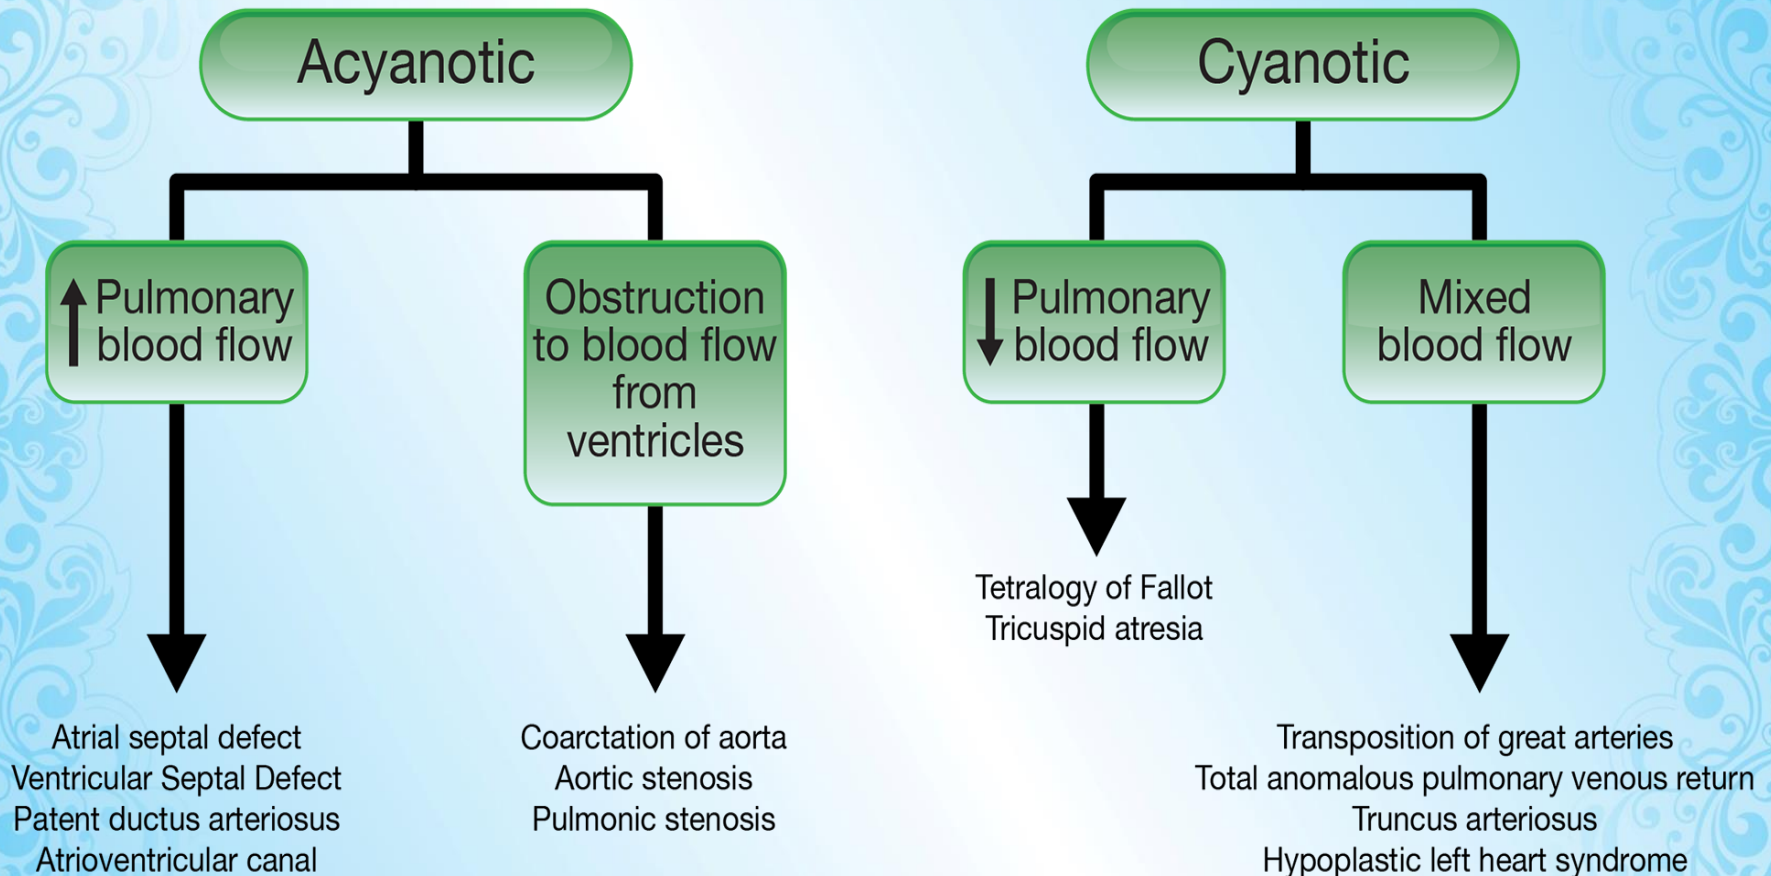 Acyanotic
Pulmonary
blood flow
Obstruction
to blood flow
from
ventricles
Atrial septal defect
Ventricular Septal Defect
Patent ductus arteriosus
Atrioventricular canal
Coarctation of aorta
Aortic stenosis
Pulmonic stenosis
Cyanotic
Pulmonary
blood flow
Mixed
blood flow
Tetralogy of Fallot
Tricuspid atresia
Transposition of great arteries
Total anomalous pulmonary venous return
Truncus arteriosus
Hypoplastic left heart syndrome